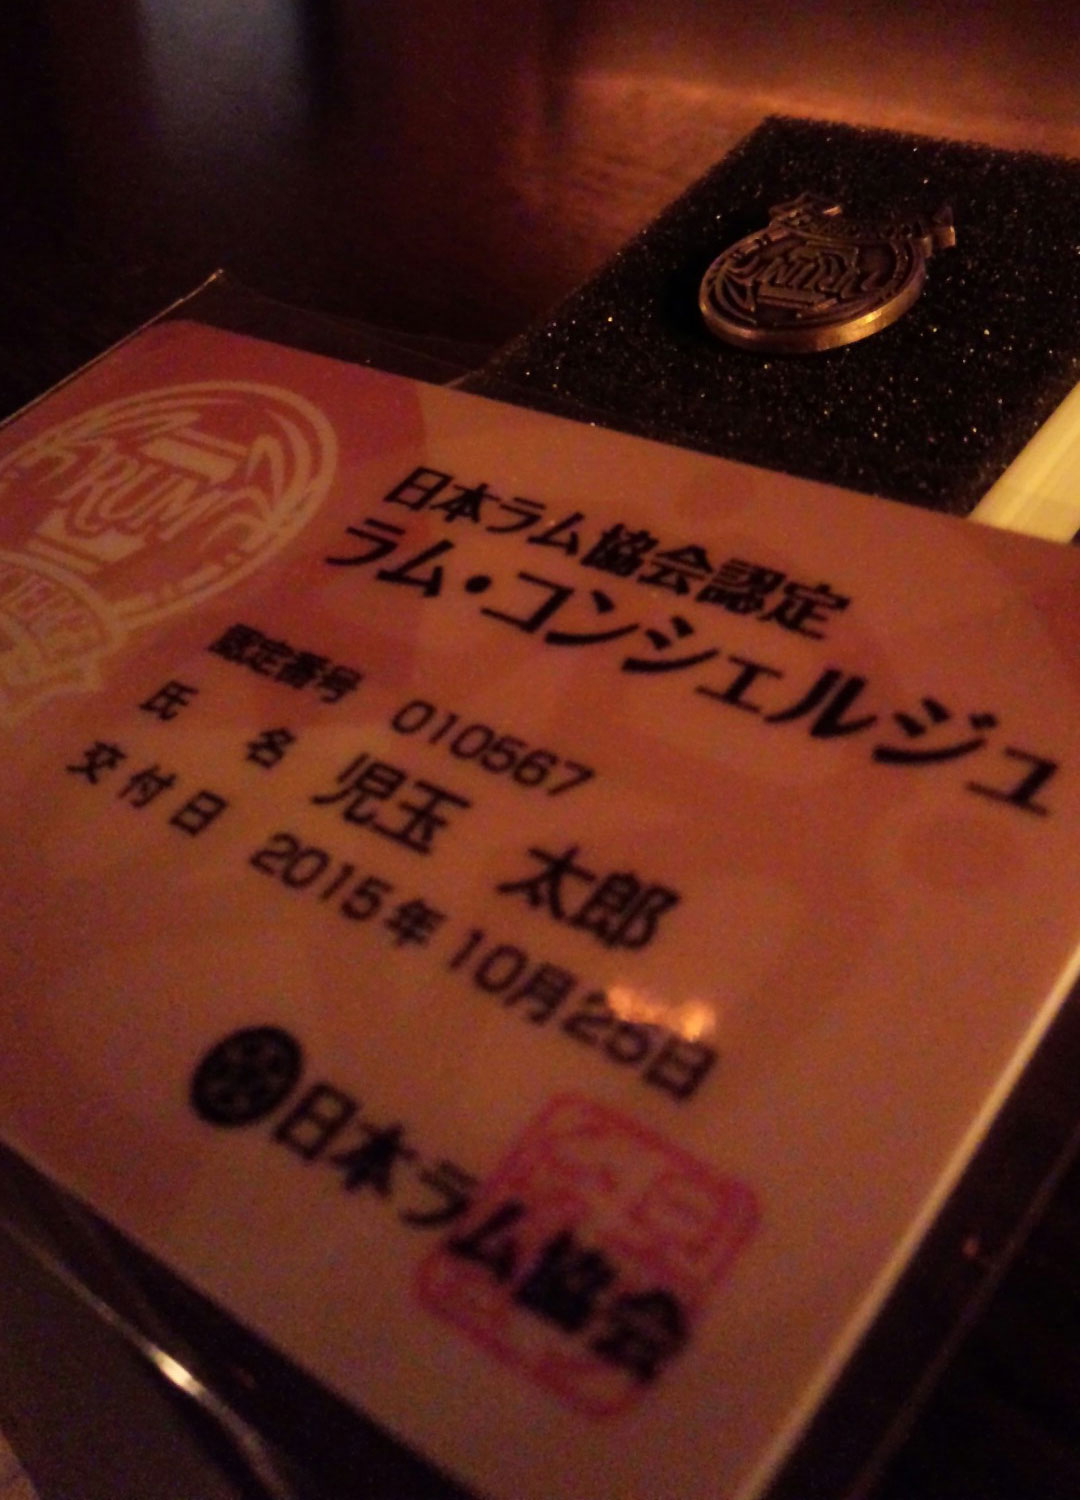 RUM
日本ラム協会認定
ラム・コンシェルジュ
認定番号 010567
氏名 児玉 太郎
交付日 2015年10月26日
日本ラム協会